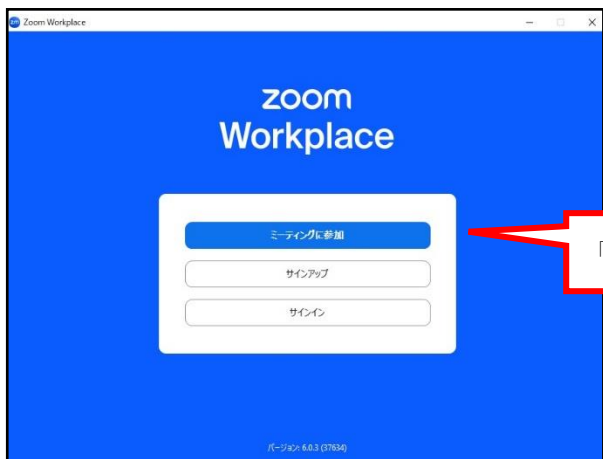 Zoom Workplace
zoom
Workplace
ミーティングに参加
「
サインアップ
サインイン
バージョン: 6.0.3 (37634)